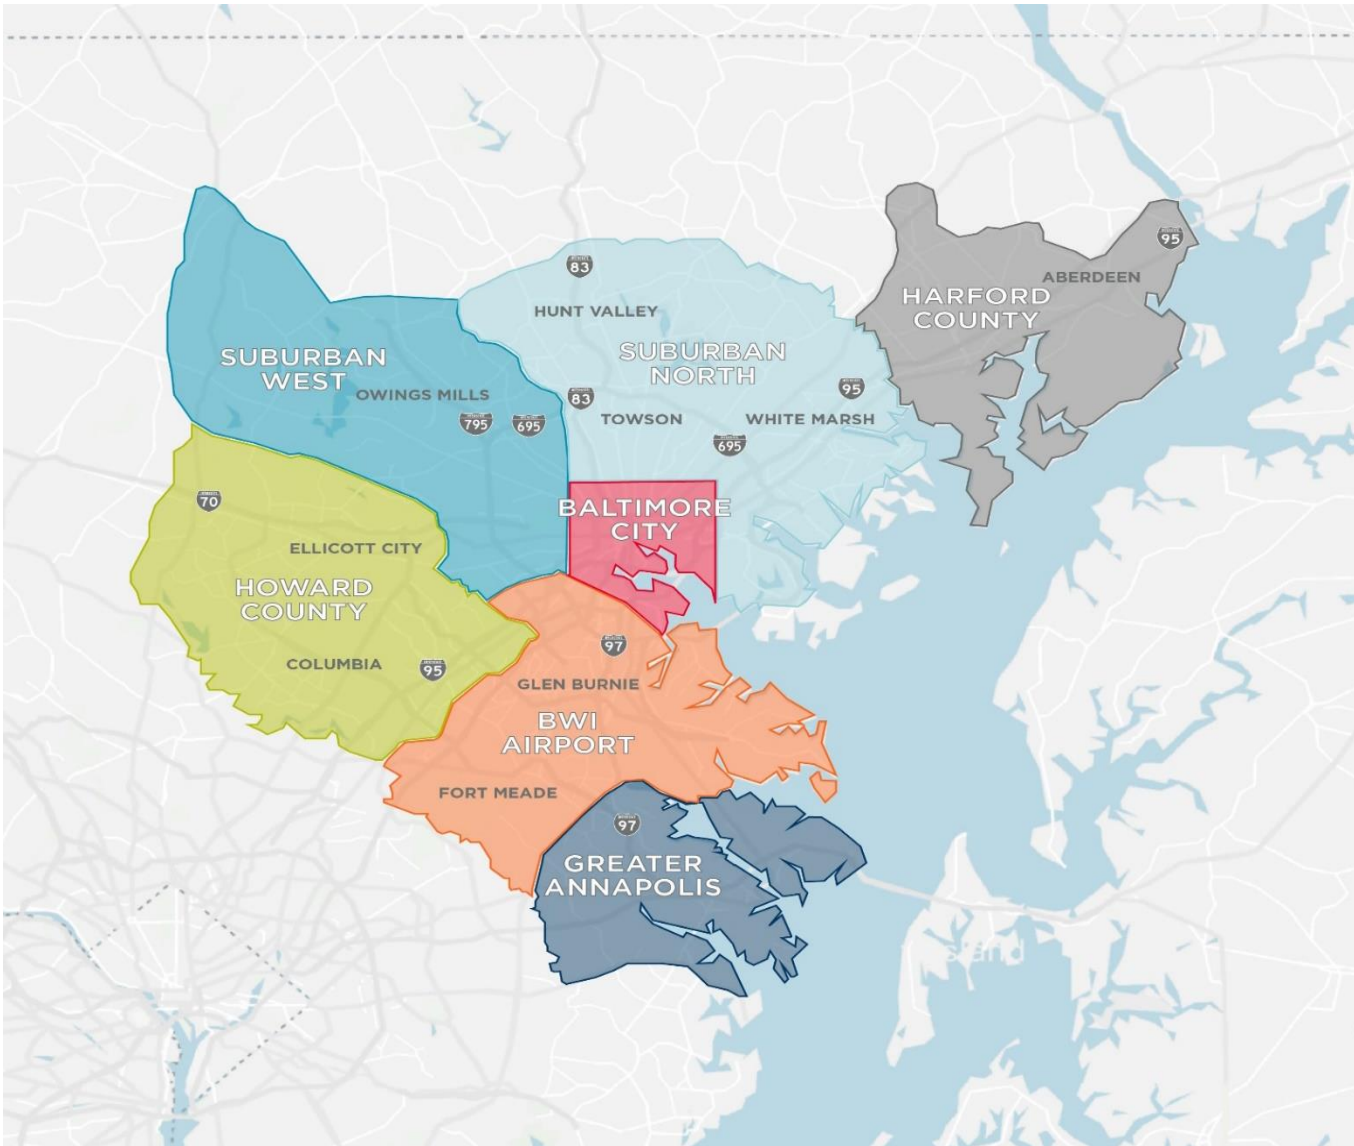 95
83
ABERDEEN
HARFORD
COUNTY
HUNT VALLEY
SUBURBAN
NORTH
SUBURBAN
WEST
OWINGS MILLS
83
95
795
695
TOWSON
WHITE MARSH
695
70
BALTIMORE
CITY
ELLICOTT CITY
HOWARD
COUNTY
97
COLUMBIA
95
GLEN BURNIE
BWI
AIRPORT
FORT MEADE
97
GREATER
ANNAPOLIS